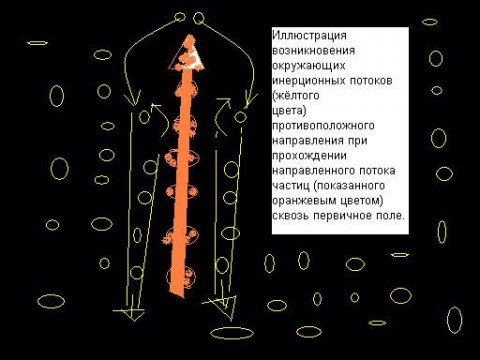 Иллюстрация
возникновения
окружающих
инерционных потоков
(жёлтого
цвета)
противоположного
направления при
прохождении
направленного потока
частиц (показанного
оранжевым цветом)
сквозь первичное поле.